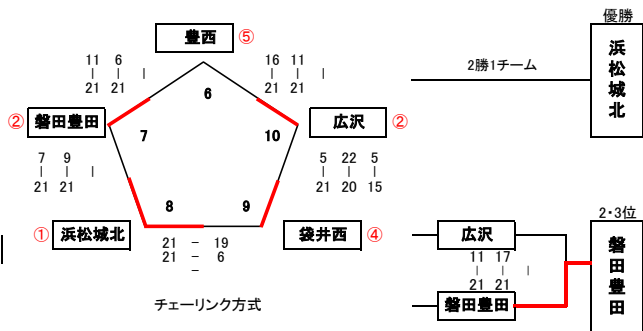 優勝
豊西 ⑤
浜松城北
11 6
| | |
21 21
16 11
| | |
21 21
2勝1チーム
6
② 磐田豊田
7
10
広沢 ②
7 9
| | |
21 21
5 22 5
| | |
21 20 15
8
9
2・3位
① 浜松城北
袋井西 ④
広沢
磐田豊田
21 - 19
21 - 6
-
11 17
| | |
21 21
磐田豊田
チェーリンク方式